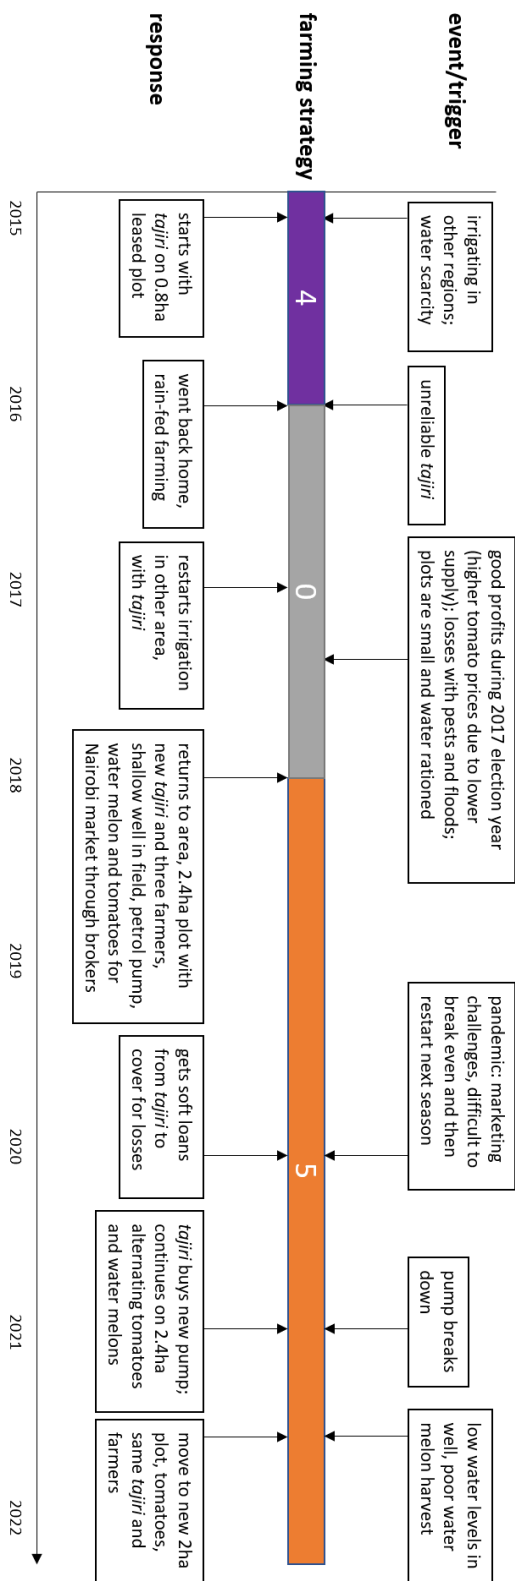 event/trigger
irrigating in
other regions;
water scarcity
unreliable tajiri
good profits during 2017 election year
(higher tomato prices due to lower
supply); losses with pests and floods;
plots are small and water rationed
pandemic: marketing
challenges, difficult to
break even and then
restart next season
pump breaks
down
low water levels in
well, poor water
melon harvest
farming strategy
4
0
5
response
starts with
tajiri on 0.8ha
leased plot
went back home,
rain-fed farming
restarts irrigation
in other area,
with tajiri
returns to area, 2.4ha plot with
new tajiri and three farmers,
shallow well in field, petrol pump,
water melon and tomatoes for
Nairobi market through brokers
gets soft loans
from tajiri to
cover for losses
tajiri buys new pump;
continues on 2.4ha
alternating tomatoes
and water melons
move to new 2ha
plot, tomatoes,
same tajiri and
farmers
2015
2016
2017
2018
2019
2020
2021
2022